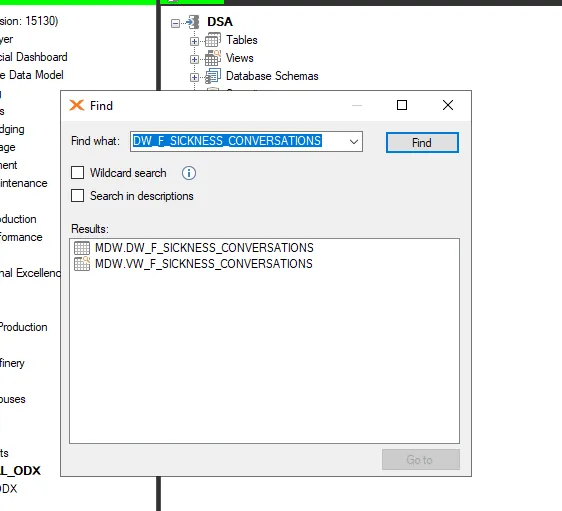 sion: 15130)
yer
cial Dashboard
e Data Model
s
dging
age
ment
intenance
oduction
formance
nal Excellenc
Production
finery
ouses
ts
L_ODX
ODX
DSA
Tables
Views
Database Schemas
Find
Find what:
DW_F_SICKNESS_CONVERSATIONS
Find
Wildcard search
Search in descriptions
Results:
MDW.DW_F_SICKNESS_CONVERSATIONS
MDW.VW_F_SICKNESS_CONVERSATIONS
Go to